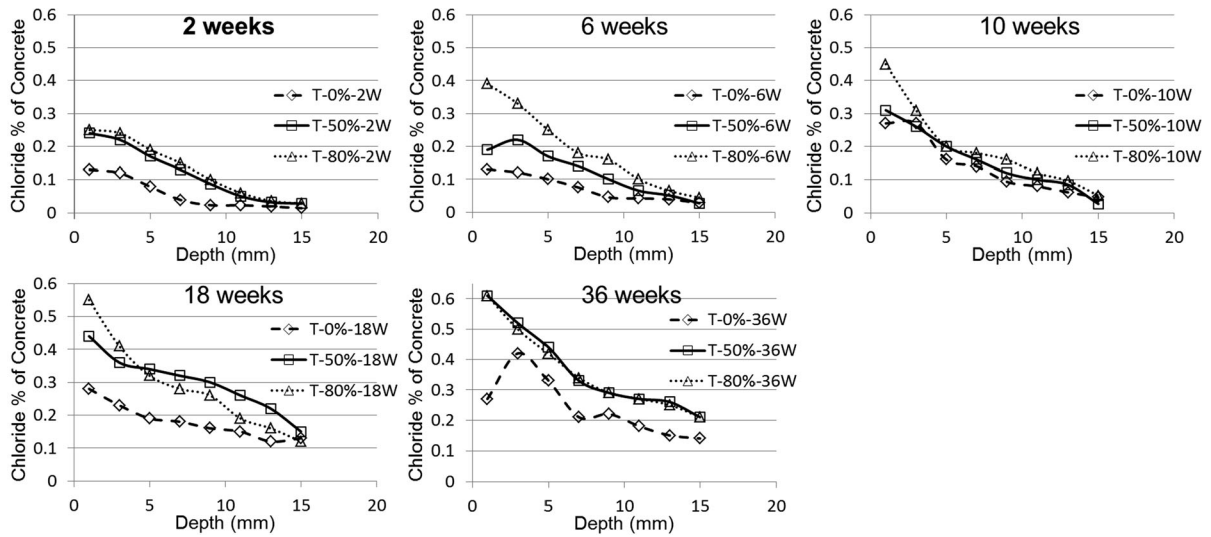 2 weeks
0.6
0.5
0.4
0.3
0.2
0.1
0
Chloride % of Concrete
T-0%-2W
T-50%-2W
T-80%-2W
0 5 10 15 20
Depth (mm)
6 weeks
0.6
0.5
0.4
0.3
0.2
0.1
0
Chloride % of Concrete
T-0%-6W
T-50%-6W
T-80%-6W
0 5 10 15 20
Depth (mm)
10 weeks
0.6
0.5
0.4
0.3
0.2
0.1
0
Chloride % of Concrete
T-0%-10W
T-50%-10W
T-80%-10W
0 5 10 15 20
Depth (mm)
18 weeks
0.6
0.5
0.4
0.3
0.2
0.1
0
Chloride % of Concrete
T-0%-18W
T-50%-18W
T-80%-18W
0 5 10 15 20
Depth (mm)
36 weeks
0.6
0.5
0.4
0.3
0.2
0.1
0
Chloride % of Concrete
T-0%-36W
T-50%-36W
T-80%-36W
0 5 10 15 20
Depth (mm)